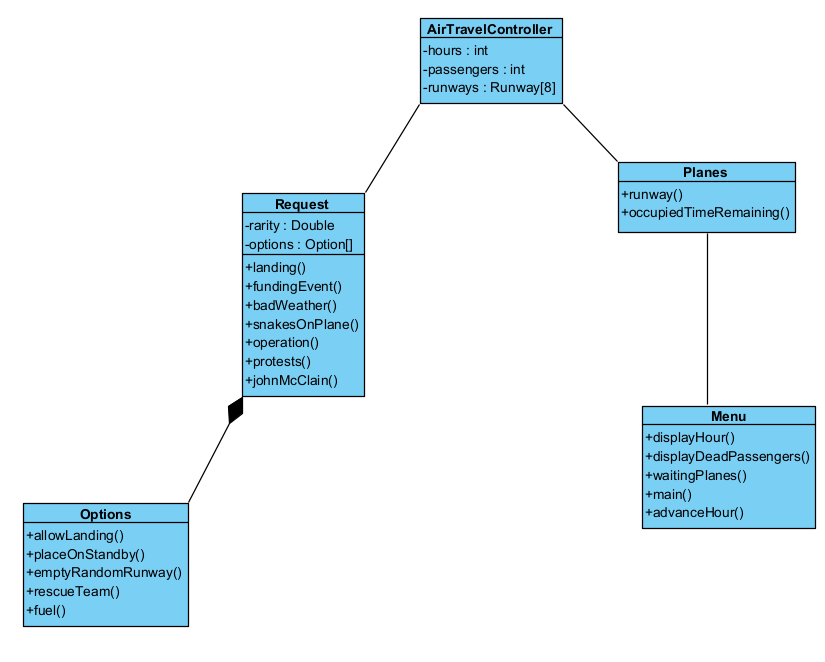 AirTravelController
-hours : int
-passengers : int
-runways : Runway[8]
Planes
+runway()
+occupiedTimeRemaining()
Request
-rarity : Double
-options : Option[]
+landing()
+fundingEvent()
+badWeather()
+snakesOnPlane()
+operation()
+protests()
+johnMcClain()
Menu
+displayHour()
+displayDeadPassengers()
+waitingPlanes()
+main()
+advanceHour()
Options
+allowLanding()
+placeOnStandby()
+emptyRandomRunway()
+rescueTeam()
+fuel()